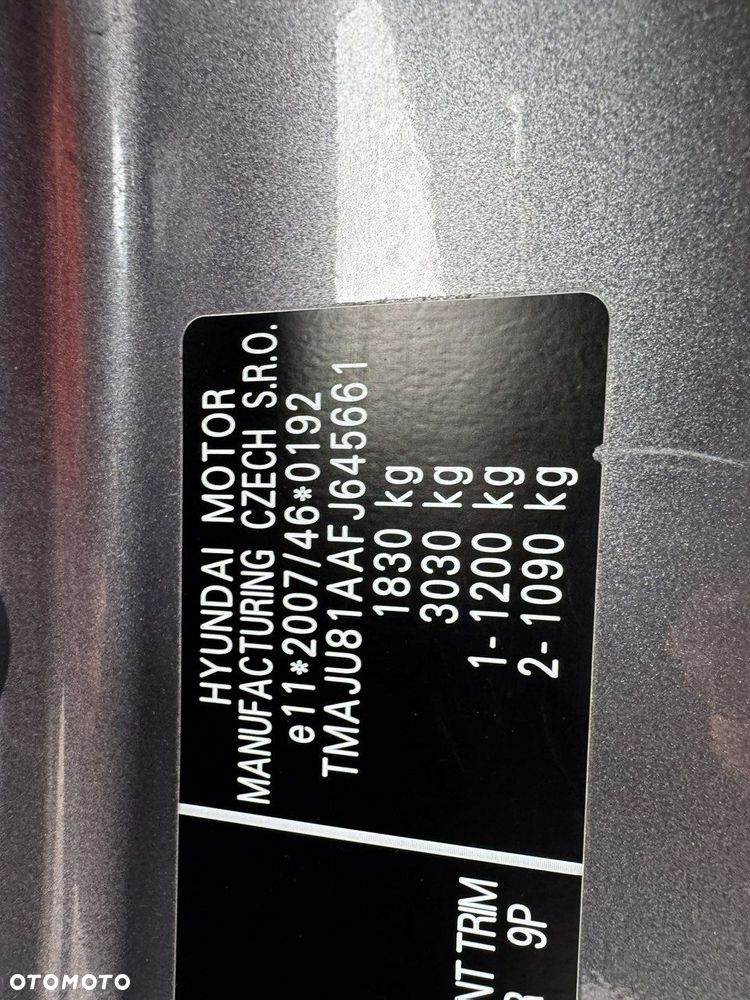 HYUNDAI MOTOR
MANUFACTURING CZECH S.R.O.
e11*2007/46*0192
TMAJU81AAFJ645661
1830 kg
3030 kg
1- 1200 kg
2- 1090 kg
NT TRIM
9P
OTOMOTO